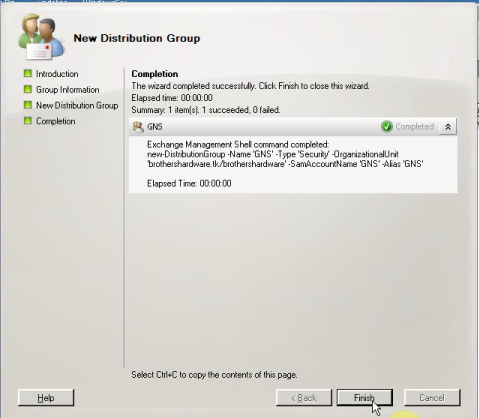 New Distribution Group
Introduction
Group Information
New Distribution Group
Completion
Completion
The wizard completed successfully. Click Finish to close this wizard.
Elapsed time: 00:00:00
Summary: 1 item(s). 1 succeeded, 0 failed.
GNS
Completed
Exchange Management Shell command completed:
new-DistributionGroup -Name 'GNS' -Type 'Security' -OrganizationalUnit
'brothershardware.tk/brothershardware' -SamAccountName 'GNS' -Alias 'GNS'
Elapsed Time: 00:00:00
Select Ctrl+C to copy the contents of this page.
Help
< Back
Finish
Cancel